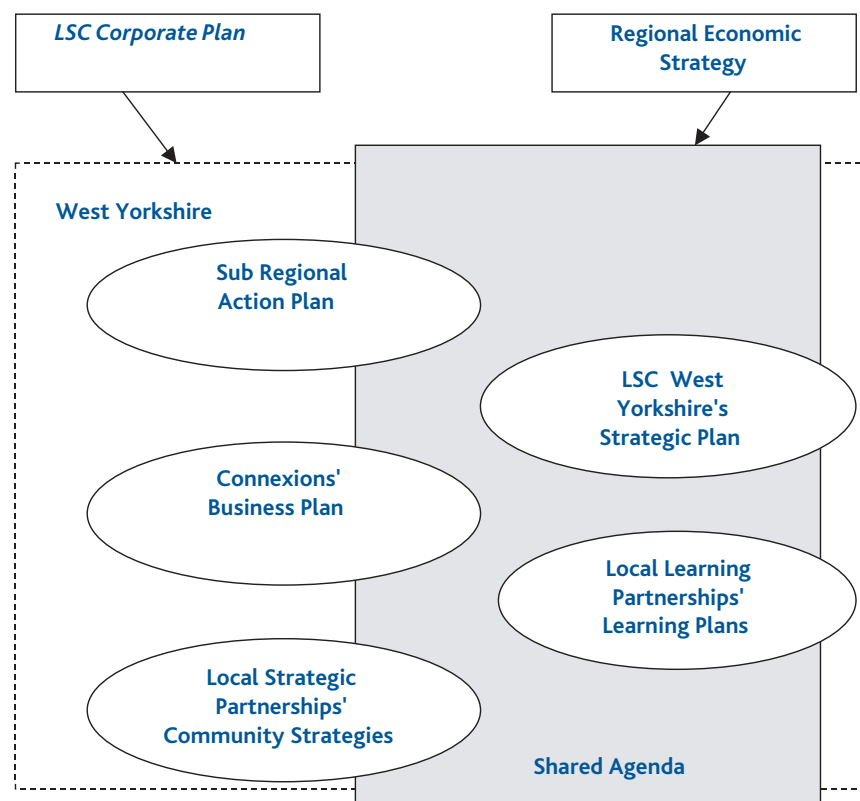 LSC Corporate Plan
Regional Economic
Strategy
West Yorkshire
Sub Regional
Action Plan
LSC West
Yorkshire's
Strategic Plan
Connexions'
Business Plan
Local Learning
Partnerships'
Learning Plans
Local Strategic
Partnerships'
Community Strategies
Shared Agenda